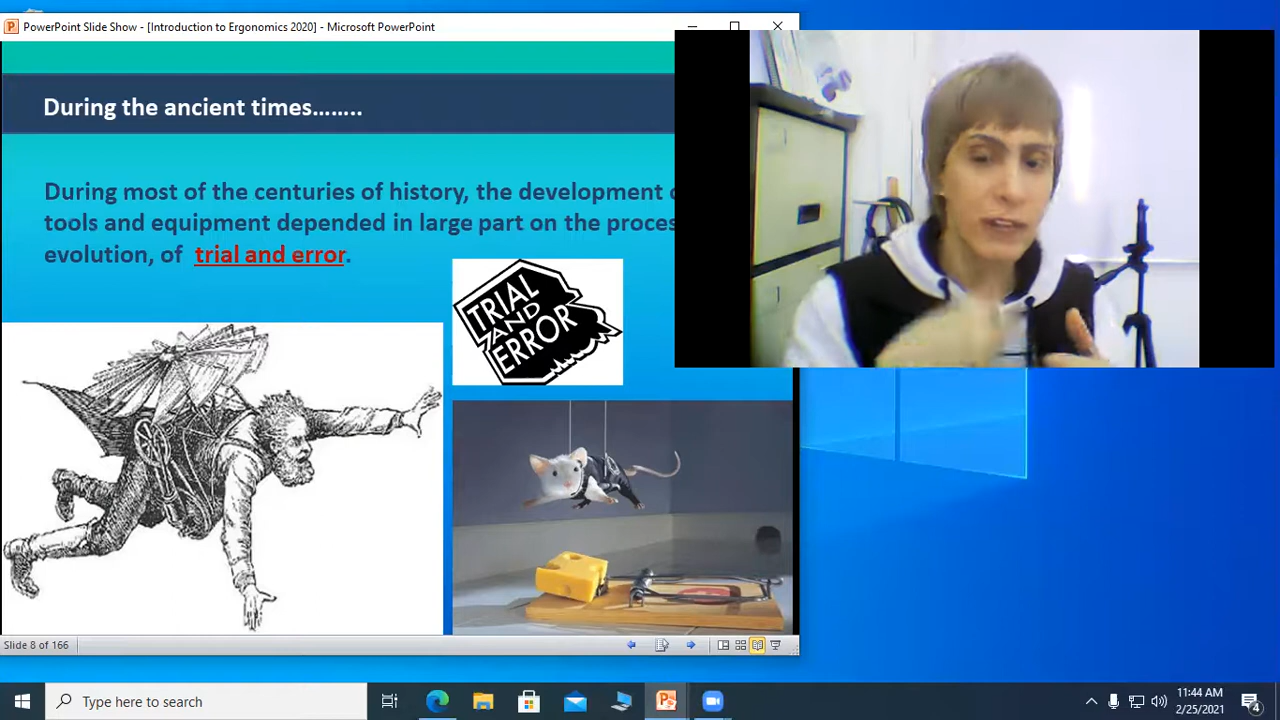 PowerPoint Slide Show - [Introduction to Ergonomics 2020] - Microsoft PowerPoint
During the ancient times........
During most of the centuries of history, the development
tools and equipment depended in large part on the
evolution, of trial and error.
TRIAL
AND
ERROR
Slide 8 of 166
Type here to search
11:44 AM
2/25/2021
4